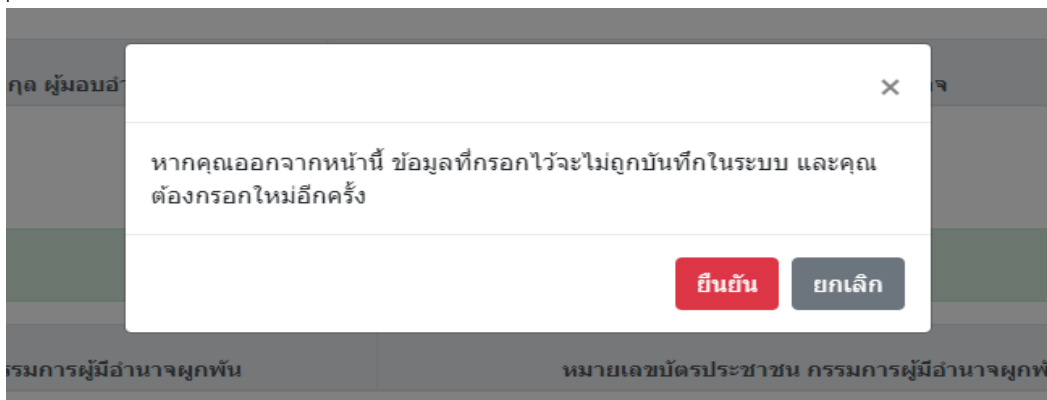 กุล ผู้มอบอำ
จ
×
หากคุณออกจากหน้านี้ ข้อมูลที่กรอกไว้จะไม่ถูกบันทึกในระบบ และคุณ
ต้องกรอกใหม่อีกครั้ง
ยืนยัน ยกเลิก
รรมการผู้มีอำนาจผูกพัน หมายเลขบัตรประชาชน กรรมการผู้มีอำนาจผูกพั